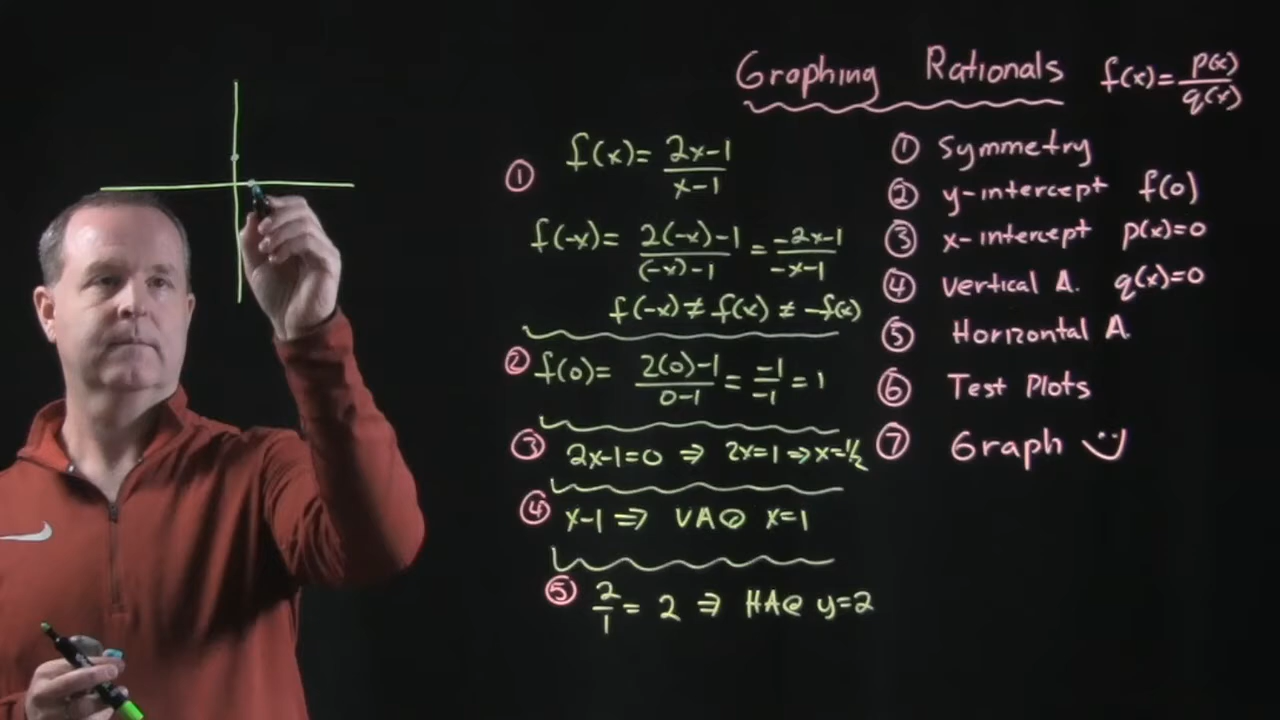 Graphing Rationals f(x)=p(x)/q(x)
① f(x)= 2x-1/x-1
f(-x)= 2(-x)-1/(-x)-1 = -2x-1/-x-1
f(-x) ≠ f(x) ≠ -f(x)
② f(0)= 2(0)-1/0-1 = -1/-1 = 1
③ 2x-1=0 ⇒ 2x=1 ⇒ x=1/2
④ x-1 ⇒ VA@ x=1
⑤ 2/1 = 2 ⇒ HA@ y=2
① Symmetry
② y-intercept f(0)
③ x-intercept p(x)=0
④ Vertical A. q(x)=0
⑤ Horizontal A.
⑥ Test Plots
⑦ Graph